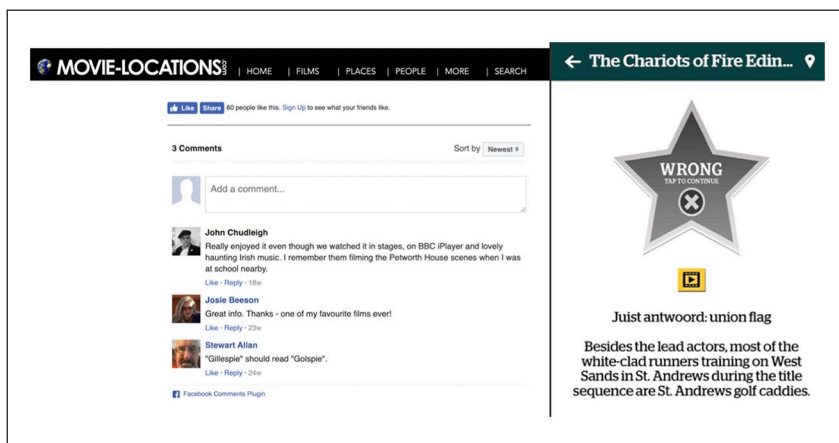 MOVIE-LOCATIONS.com | HOME | FILMS | PLACES | PEOPLE | MORE | SEARCH
Like Share 60 people like this. Sign Up to see what your friends like.
3 Comments Sort by Newest
Add a comment...
John Chudleigh
Really enjoyed it even though we watched it in stages, on BBC iPlayer and lovely
haunting Irish music. I remember them filming the Petworth House scenes when I was
at school nearby.
Like · Reply · 18w
Josie Beeson
Great info. Thanks - one of my favourite films ever!
Like · Reply · 23w
Stewart Allan
"Gillespie" should read "Golspie".
Like · Reply · 24w
Facebook Comments Plugin
← The Chariots of Fire Edin...
WRONG
TAP TO CONTINUE
Juist antwoord: union flag
Besides the lead actors, most of the
white-clad runners training on West
Sands in St. Andrews during the title
sequence are St. Andrews golf caddies.